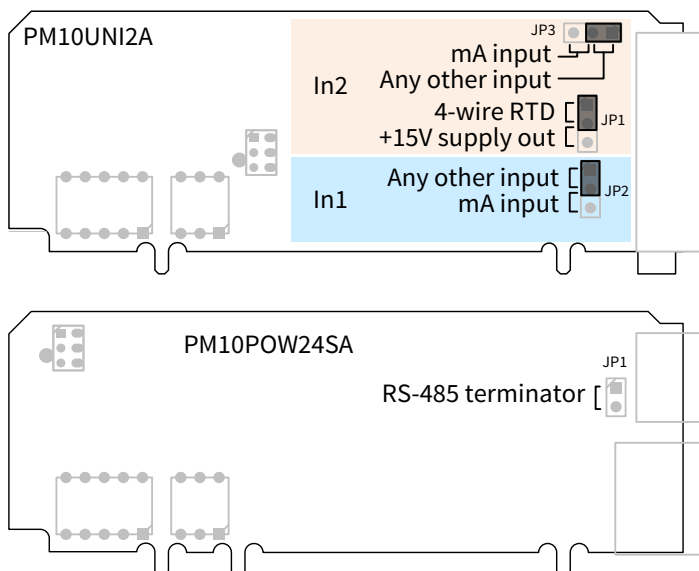 PM10UNI2A
JP3
mA input
Any other input
In2
4-wire RTD
JP1
+15V supply out
Any other input
JP2
In1
mA input
PM10POW24SA
JP1
RS-485 terminator